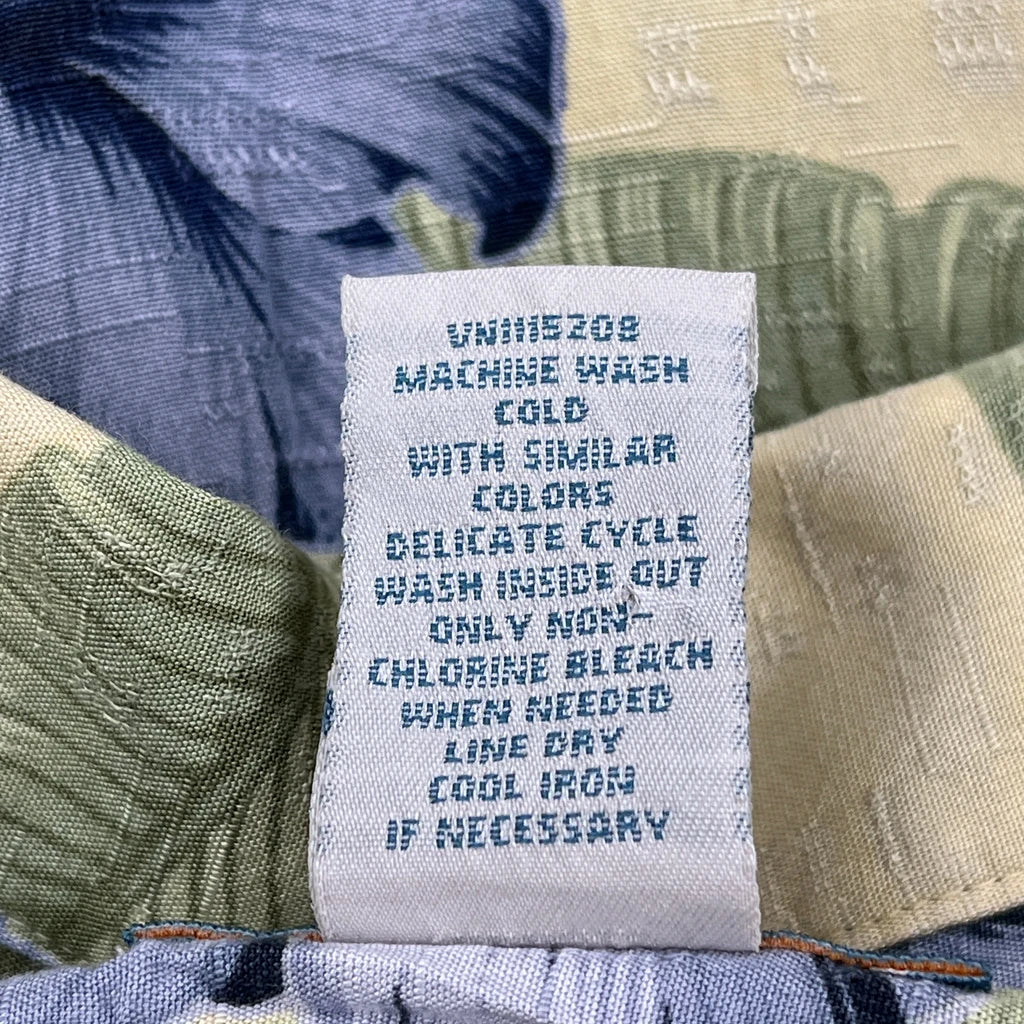 VN1115208
MACHINE WASH
COLD
WITH SIMILAR
COLORS
DELICATE CYCLE
WASH INSIDE OUT
ONLY NON-
CHLORINE BLEACH
WHEN NEEDED
LINE DRY
COOL IRON
IF NECESSARY